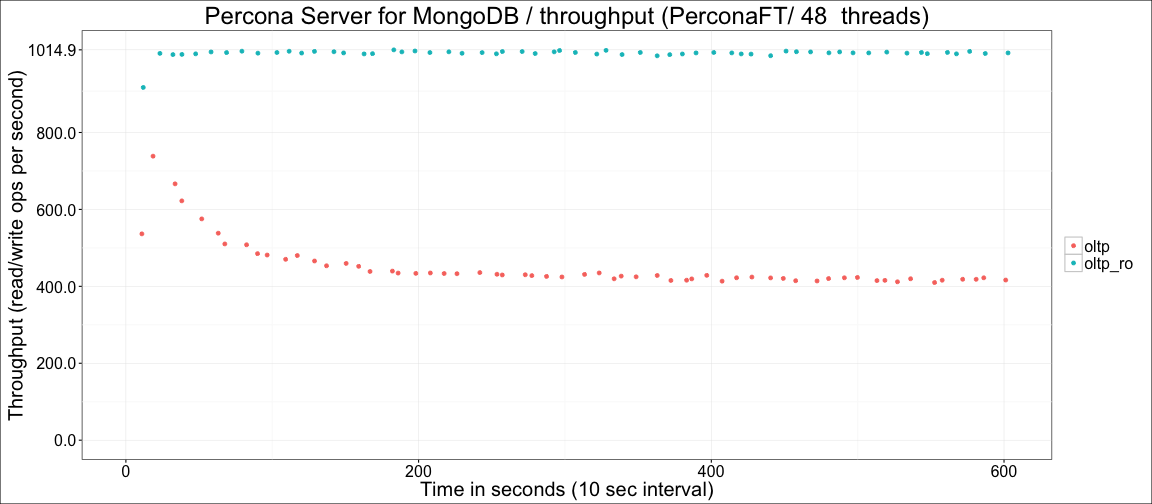 Percona Server for MongoDB / throughput (PerconaFT/ 48  threads)
Throughput (read/write ops per second)
1014.9
800.0
600.0
400.0
200.0
0.0
0
200
400
600
Time in seconds (10 sec interval)
oltp
oltp_ro